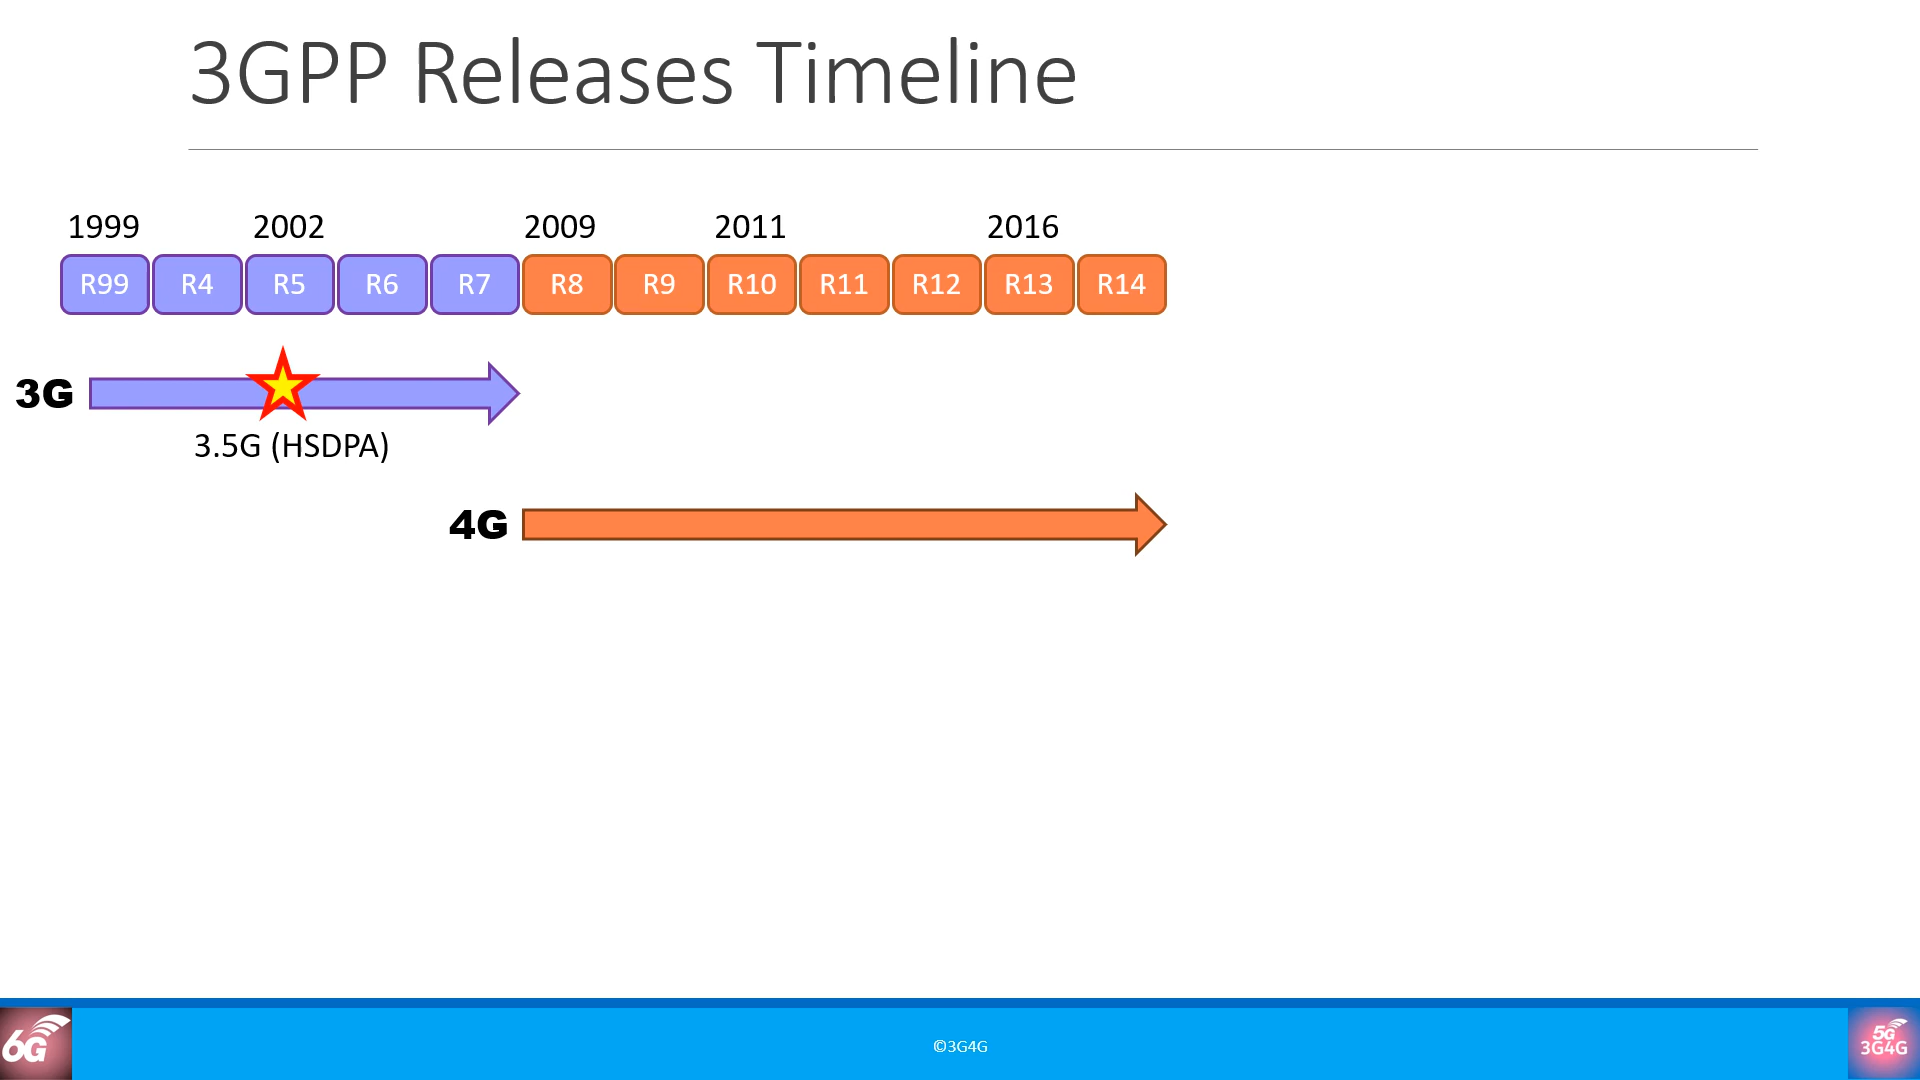 3GPP Releases Timeline
1999 2002 2009 2011 2016
R99 R4 R5 R6 R7 R8 R9 R10 R11 R12 R13 R14
3G
3.5G (HSDPA)
4G
6G
©3G4G
5G
3G4G